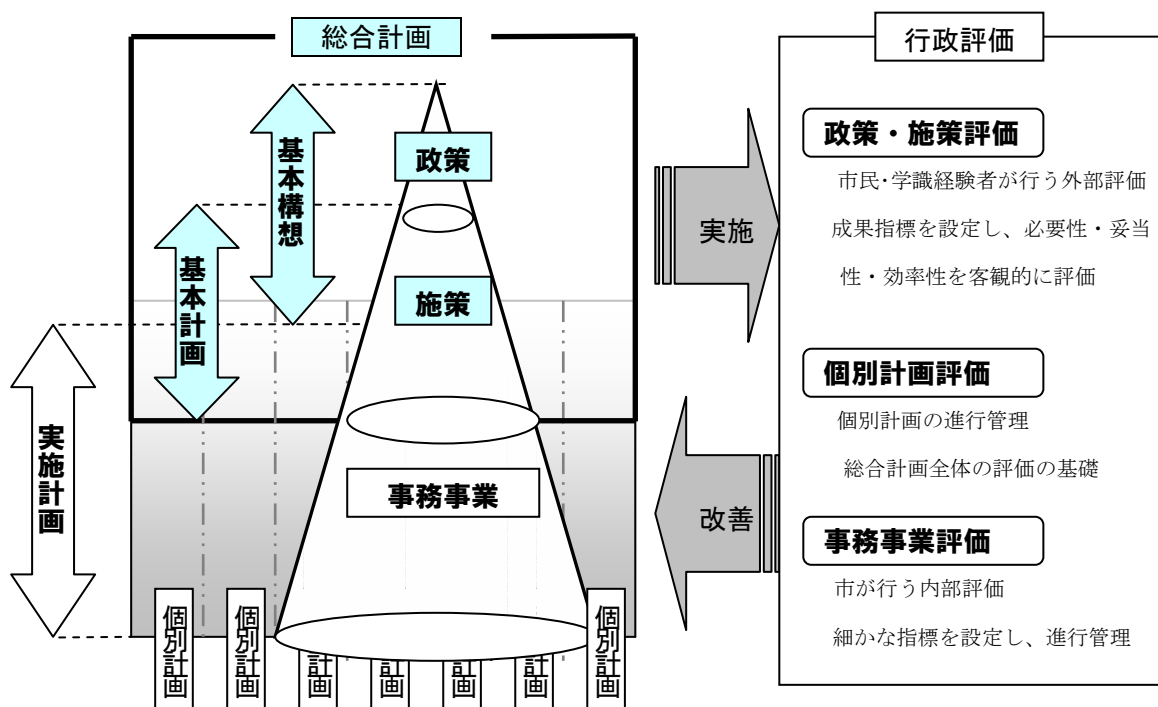 総合計画
基本構想
政策
基本計画
施策
実施計画
事務事業
個別計画
個別計画
計画
計画
計画
計画
個別計画
実施
改善
行政評価
政策・施策評価
市民・学識経験者が行う外部評価
成果指標を設定し、必要性・妥当
性・効率性を客観的に評価
個別計画評価
個別計画の進行管理
総合計画全体の評価の基礎
事務事業評価
市が行う内部評価
細かな指標を設定し、進行管理